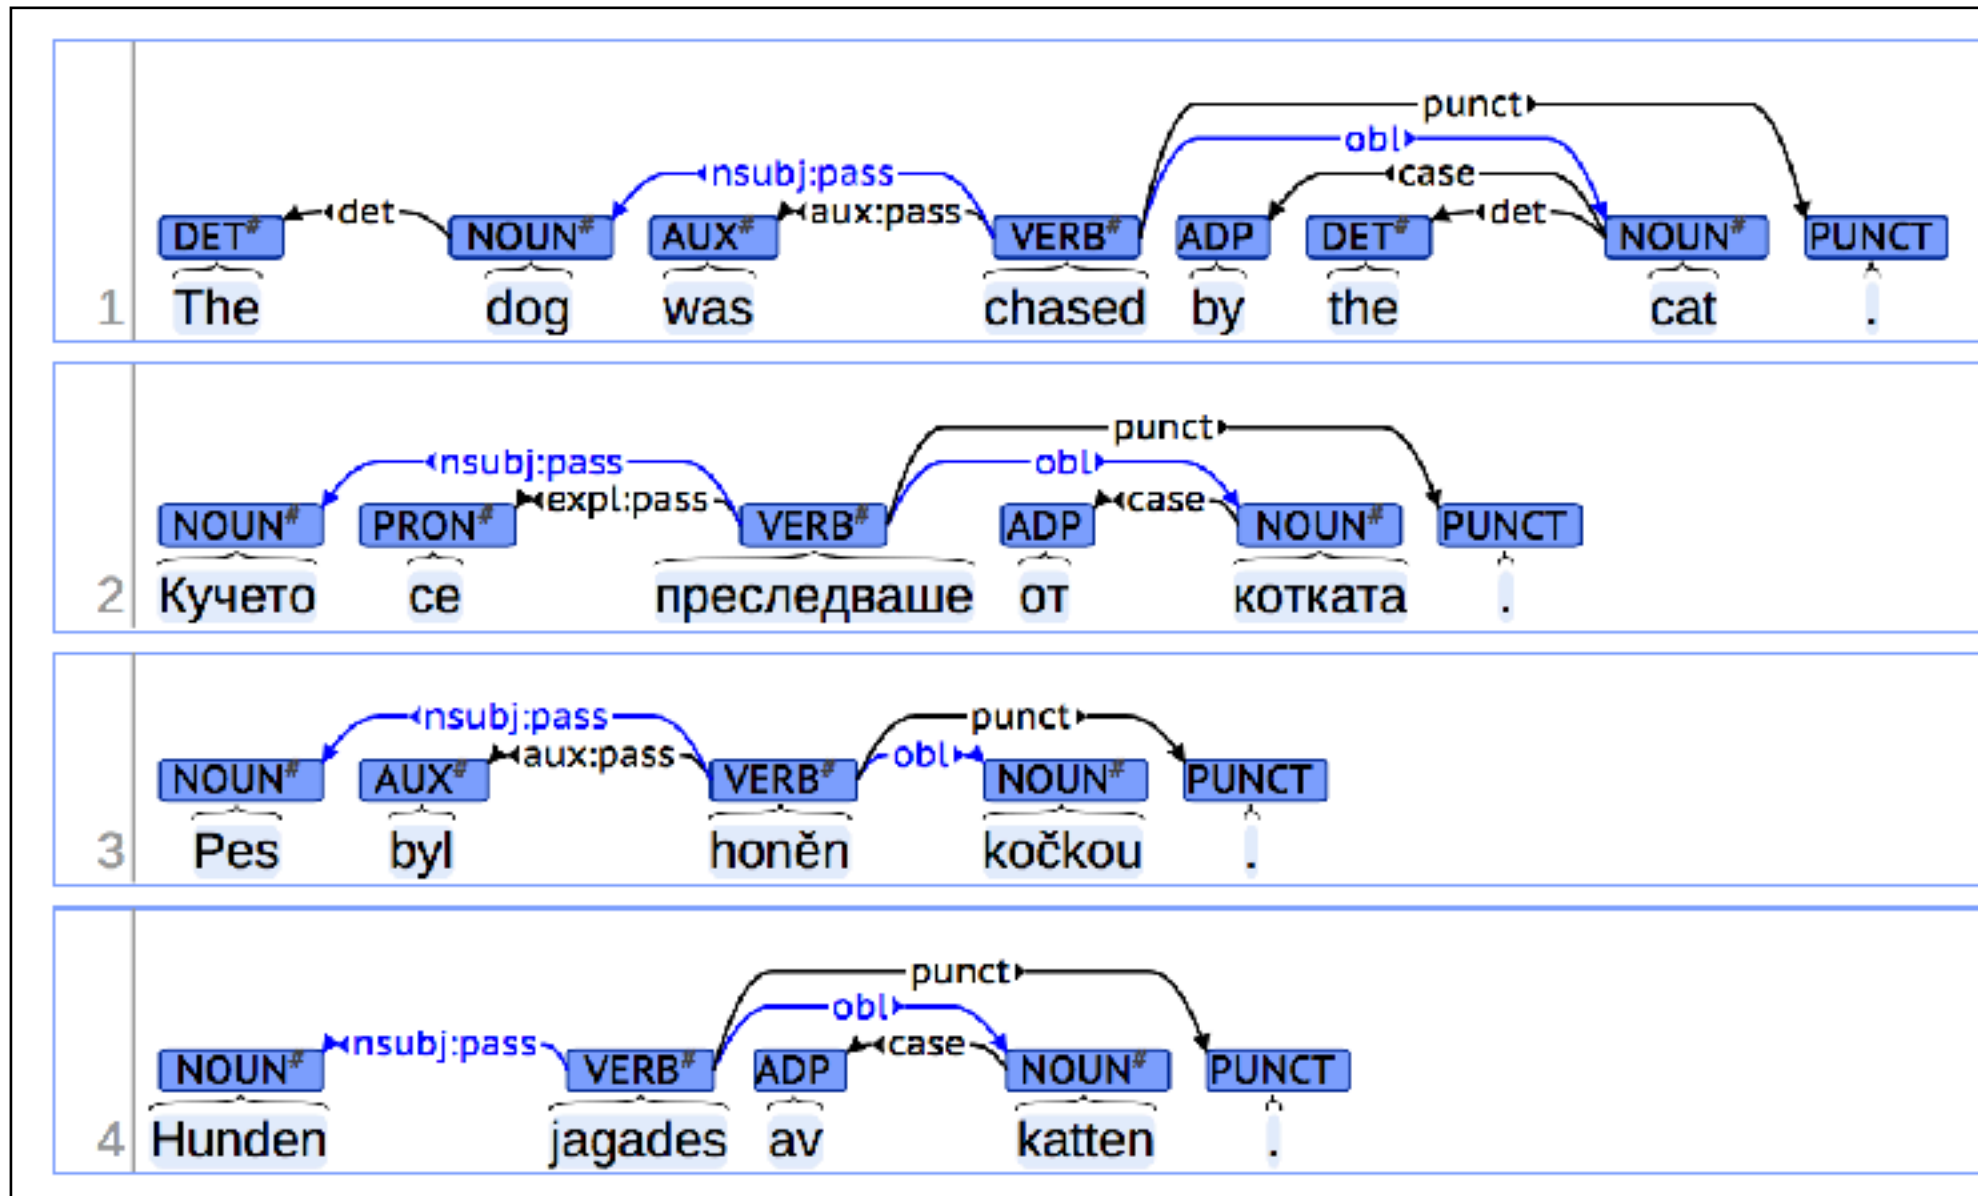 punct
obl
nsubj:pass case
det aux:pass det
DET# NOUN# AUX# VERB# ADP DET# NOUN# PUNCT
1 The dog was chased by the cat .
punct
nsubj:pass obl
expl:pass case
NOUN# PRON# VERB# ADP NOUN# PUNCT
2 Кучето се преследваше от котката .
nsubj:pass punct
aux:pass obl
NOUN# AUX# VERB# NOUN# PUNCT
3 Pes byl honěn kočkou .
punct
obl
nsubj:pass case
NOUN# VERB# ADP NOUN# PUNCT
4 Hunden jagades av katten .